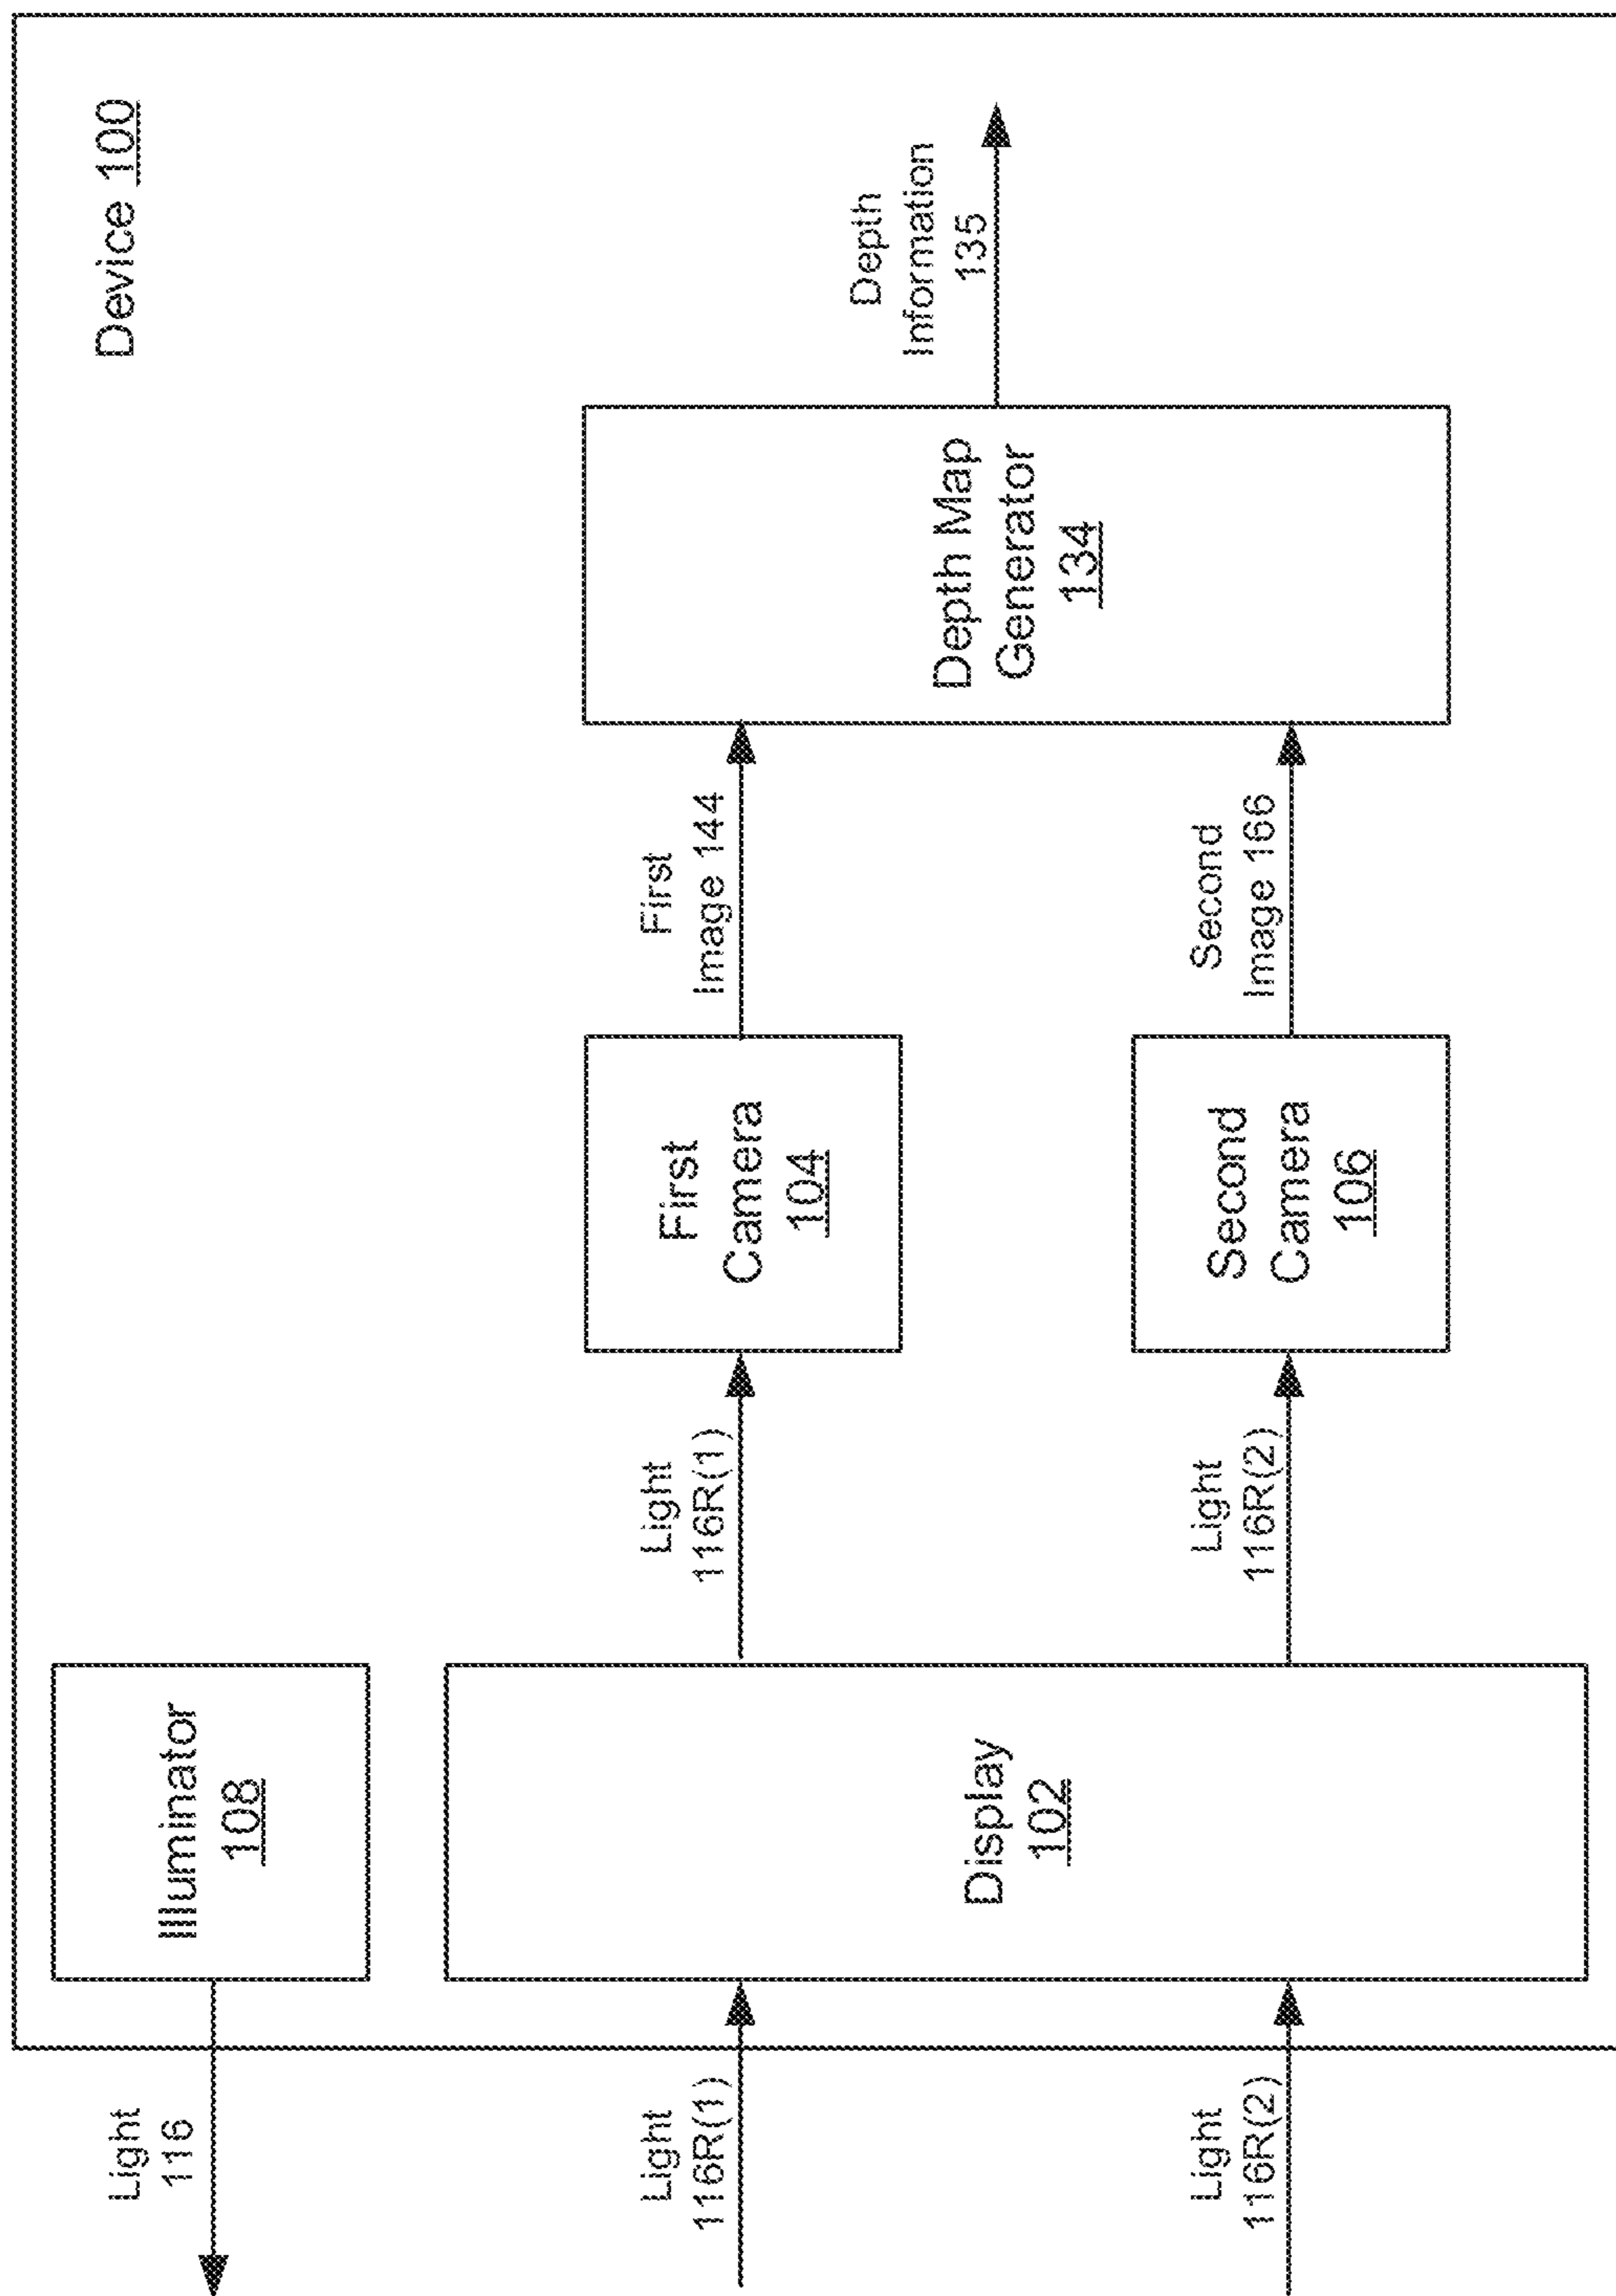 Device 100
Light
116
Illuminator
108
Light
116R(1)
Light
116R(2)
Display
102
Light
116R(1)
Light
116R(2)
First
Camera
104
Second
Camera
106
First
Image 144
Second
Image 166
Depth Map
Generator
134
Depth
Information
135